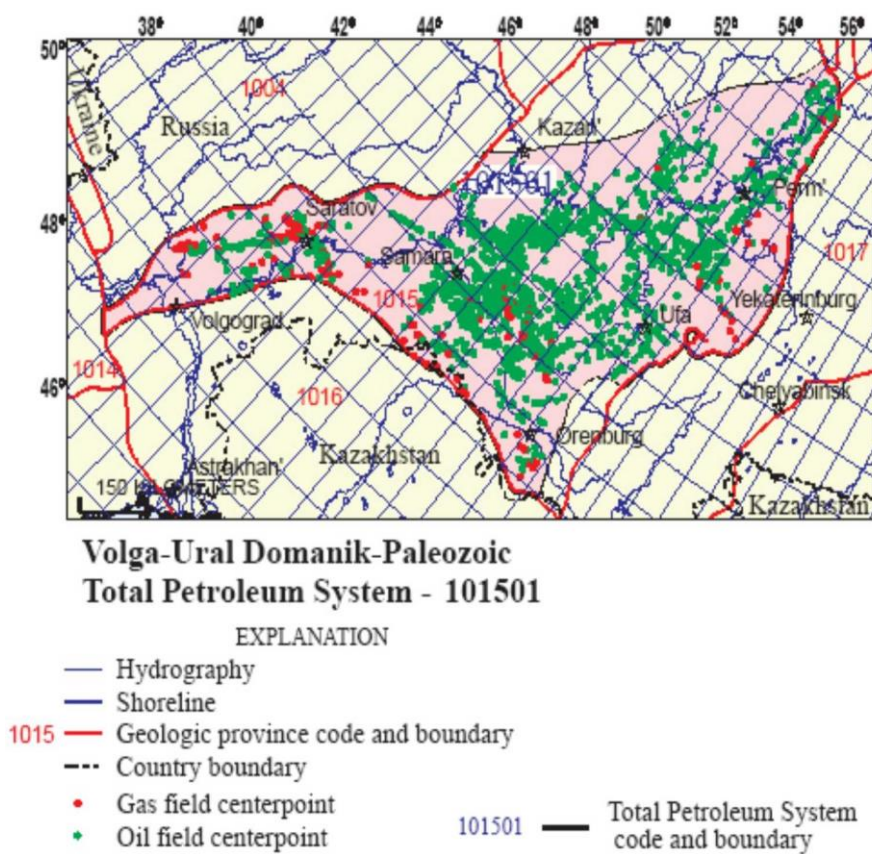 38° 40° 42° 44° 46° 48° 50° 52° 54° 56°
50°
Ukraine
1004
Russia
Kazan'
101501
48°
Saratov
Perm'
Samara
1017
1015
Yekaterinburg
Volgograd
Ufa
1014
46°
1016
Chelyabinsk
Kazakhstan
Orenburg
Astrakhan'
150 KILOMETERS
Kazakhstan
Volga-Ural Domanik-Paleozoic
Total Petroleum System - 101501
EXPLANATION
Hydrography
Shoreline
1015 Geologic province code and boundary
Country boundary
Gas field centerpoint
Oil field centerpoint
101501 Total Petroleum System
code and boundary